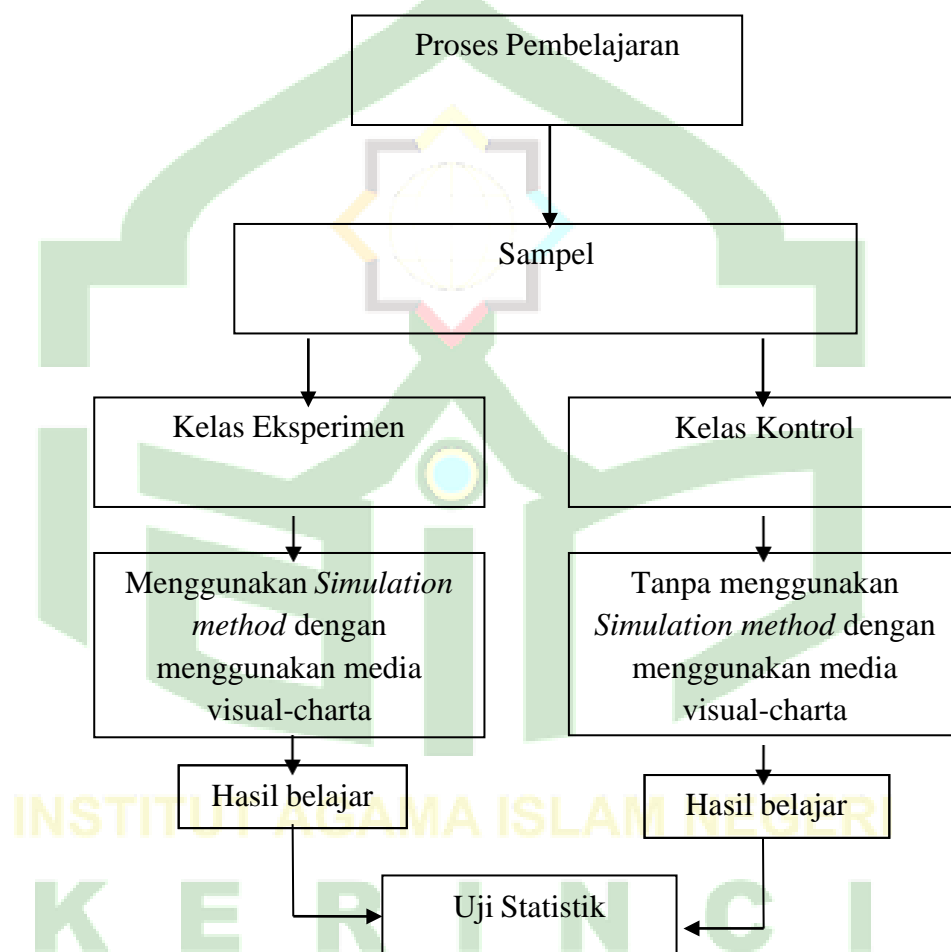 Proses Pembelajaran
Sampel
Kelas Eksperimen
Kelas Kontrol
Menggunakan Simulation
method dengan
menggunakan media
visual-charta
Tanpa menggunakan
Simulation method dengan
menggunakan media
visual-charta
Hasil belajar
Hasil belajar
INSTITUT AGAMA ISLAM NEGERI
KERINCI
Uji Statistik